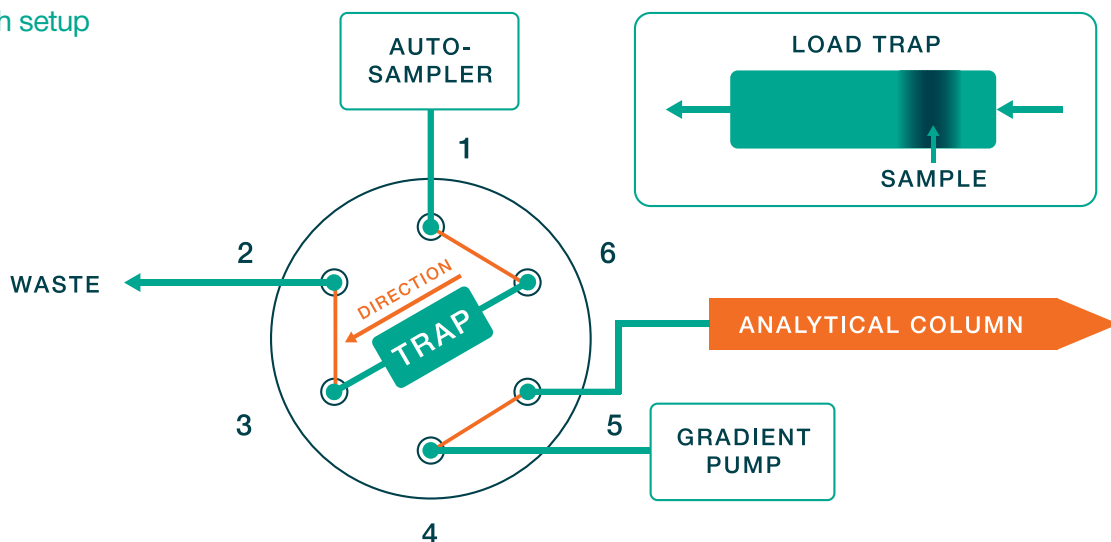 setup
AUTO-
SAMPLER
1
LOAD TRAP
SAMPLE
2
6
WASTE
DIRECTION
TRAP
ANALYTICAL COLUMN
3
5
GRADIENT
PUMP
4